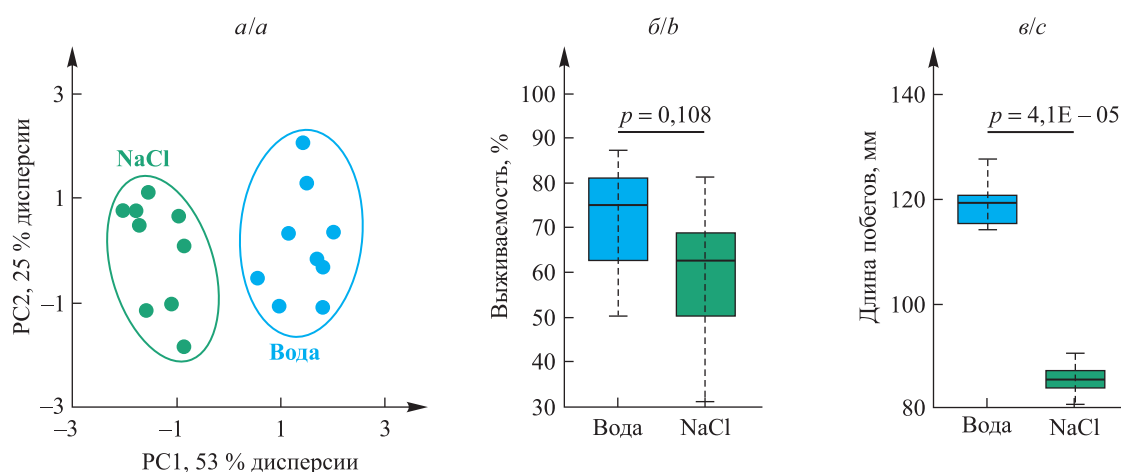 а/a
3
1
–1
–3
–3
–1
1
3
PC2, 25 % дисперсии
PC1, 53 % дисперсии
NaCl
Вода
б/b
100
90
80
70
60
50
40
30
Выживаемость, %
p = 0,108
Вода
NaCl
в/c
140
120
100
80
Длина побегов, мм
p = 4,1E – 05
Вода
NaCl